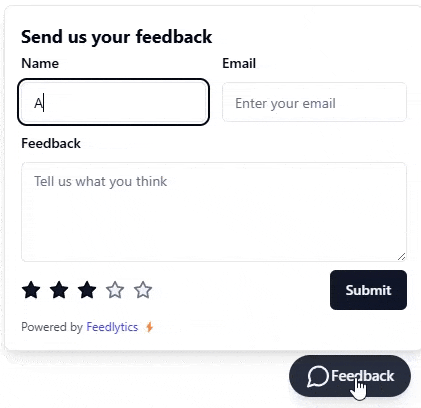 Send us your feedback
Name Email
A Enter your email
Feedback
Tell us what you think
Submit
Powered by Feedlytics
Feedback